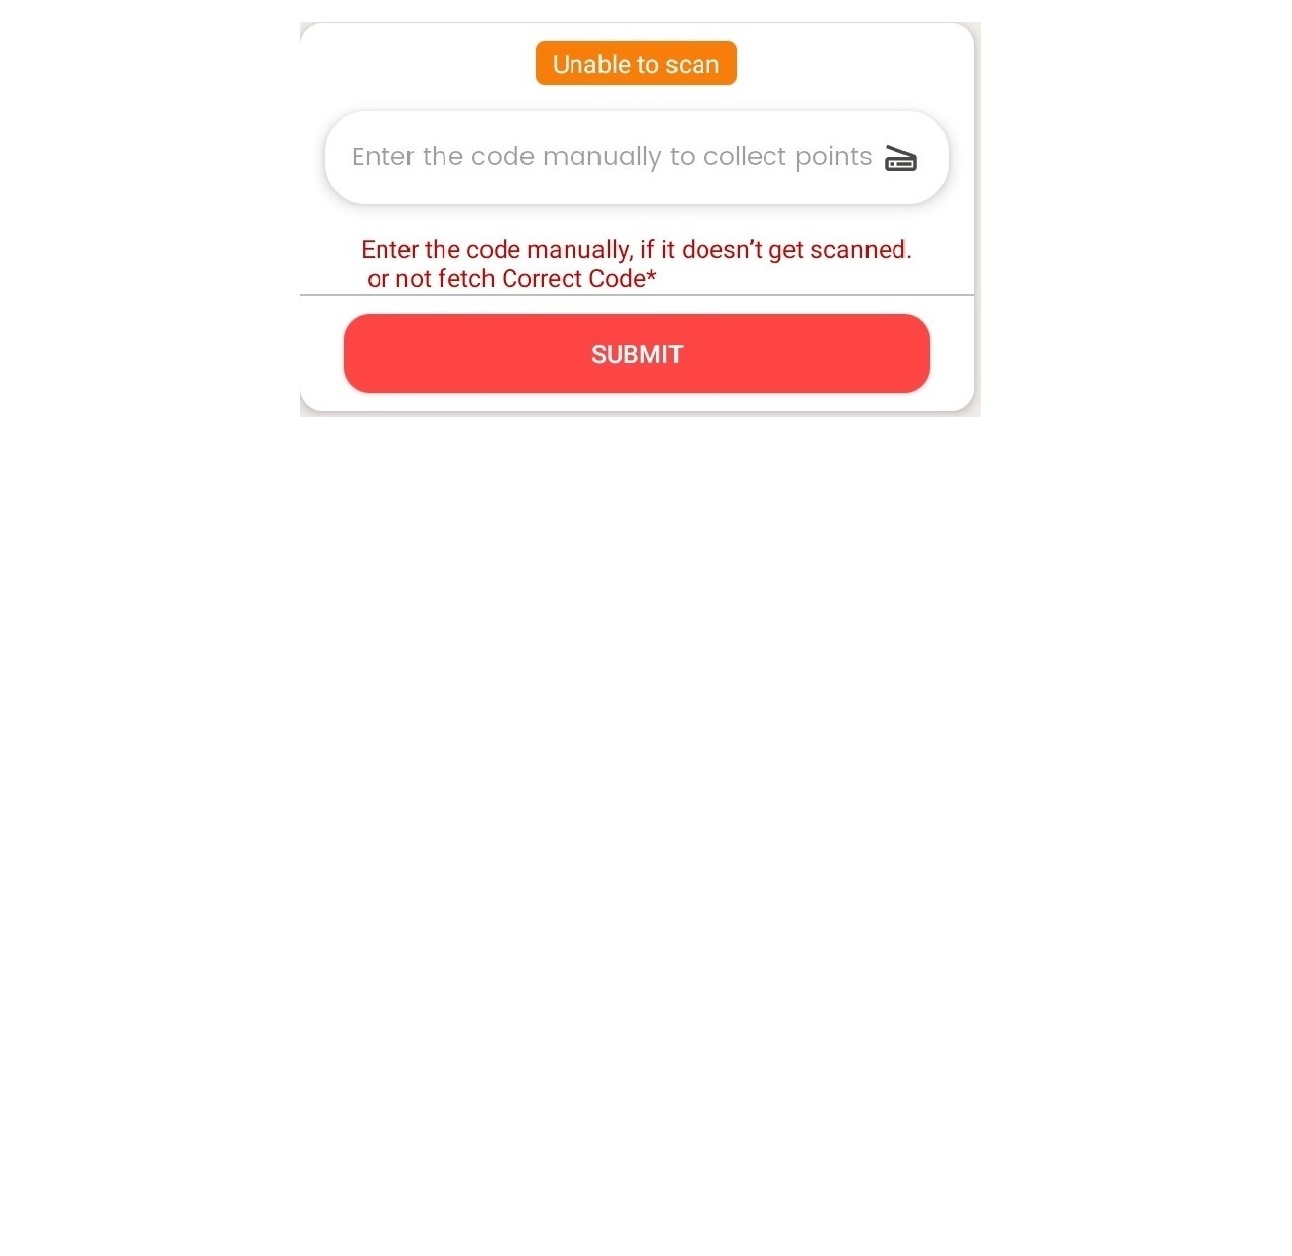 Unable to scan
Enter the code manually to collect points
Enter the code manually, if it doesn't get scanned.
or not fetch Correct Code*
SUBMIT